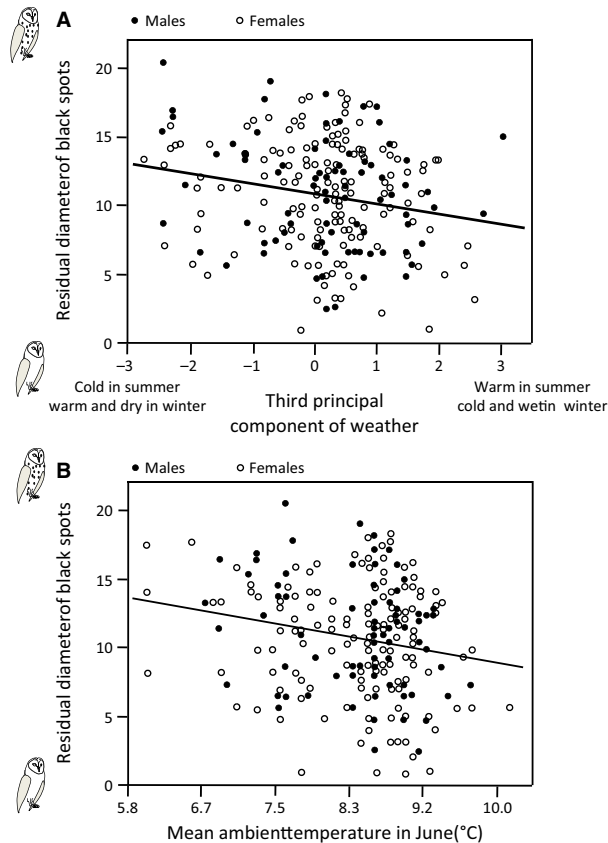 A
Males Females
Residual diameterof black spots
20
15
10
5
0
−3 −2 −1 0 1 2 3
Cold in summer
warm and dry in winter
Third principal
component of weather
Warm in summer
cold and wetin winter
B
Males Females
Residual diameterof black spots
20
15
10
5
0
5.8 6.7 7.5 8.3 9.2 10.0
Mean ambienttemperature in June(°C)